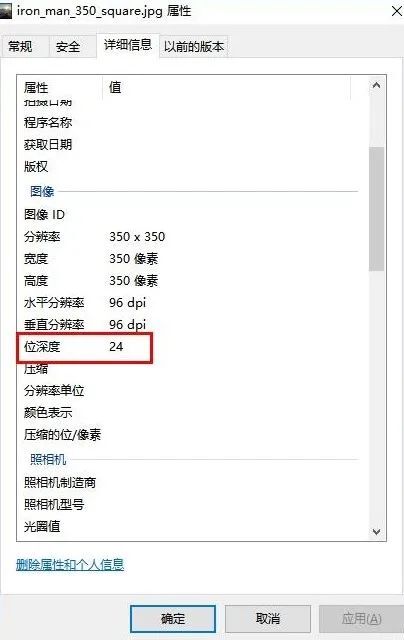 iron_man_350_square.jpg 属性
常规 安全 详细信息 以前的版本
属性 值
拍摄日期
程序名称
获取日期
版权
图像
图像 ID
分辨率 350 x 350
宽度 350 像素
高度 350 像素
水平分辨率 96 dpi
垂直分辨率 96 dpi
位深度 24
压缩
分辨率单位
颜色表示
压缩的位/像素
照相机
照相机制造商
照相机型号
光圈值
删除属性和个人信息
确定 取消 应用(A)